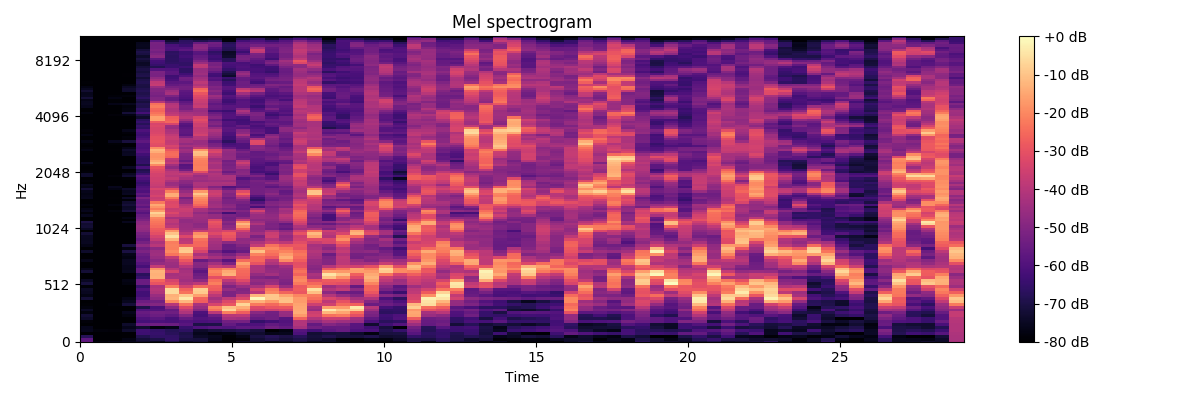 Mel spectrogram
+0 dB
8192
-10 dB
4096
-20 dB
-30 dB
Hz
2048
-40 dB
1024
-50 dB
-60 dB
512
-70 dB
0
-80 dB
0 5 10 15 20 25
Time